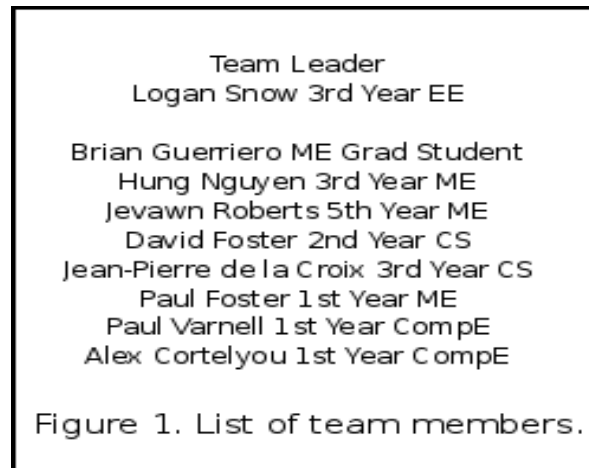 Team Leader
Logan Snow 3rd Year EE
Brian Guerriero ME Grad Student
Hung Nguyen 3rd Year ME
Jevawn Roberts 5th Year ME
David Foster 2nd Year CS
Jean-Pierre de la Croix 3rd Year CS
Paul Foster 1st Year ME
Paul Varnell 1st Year CompE
Alex Cortelyou 1st Year CompE
Figure 1. List of team members.